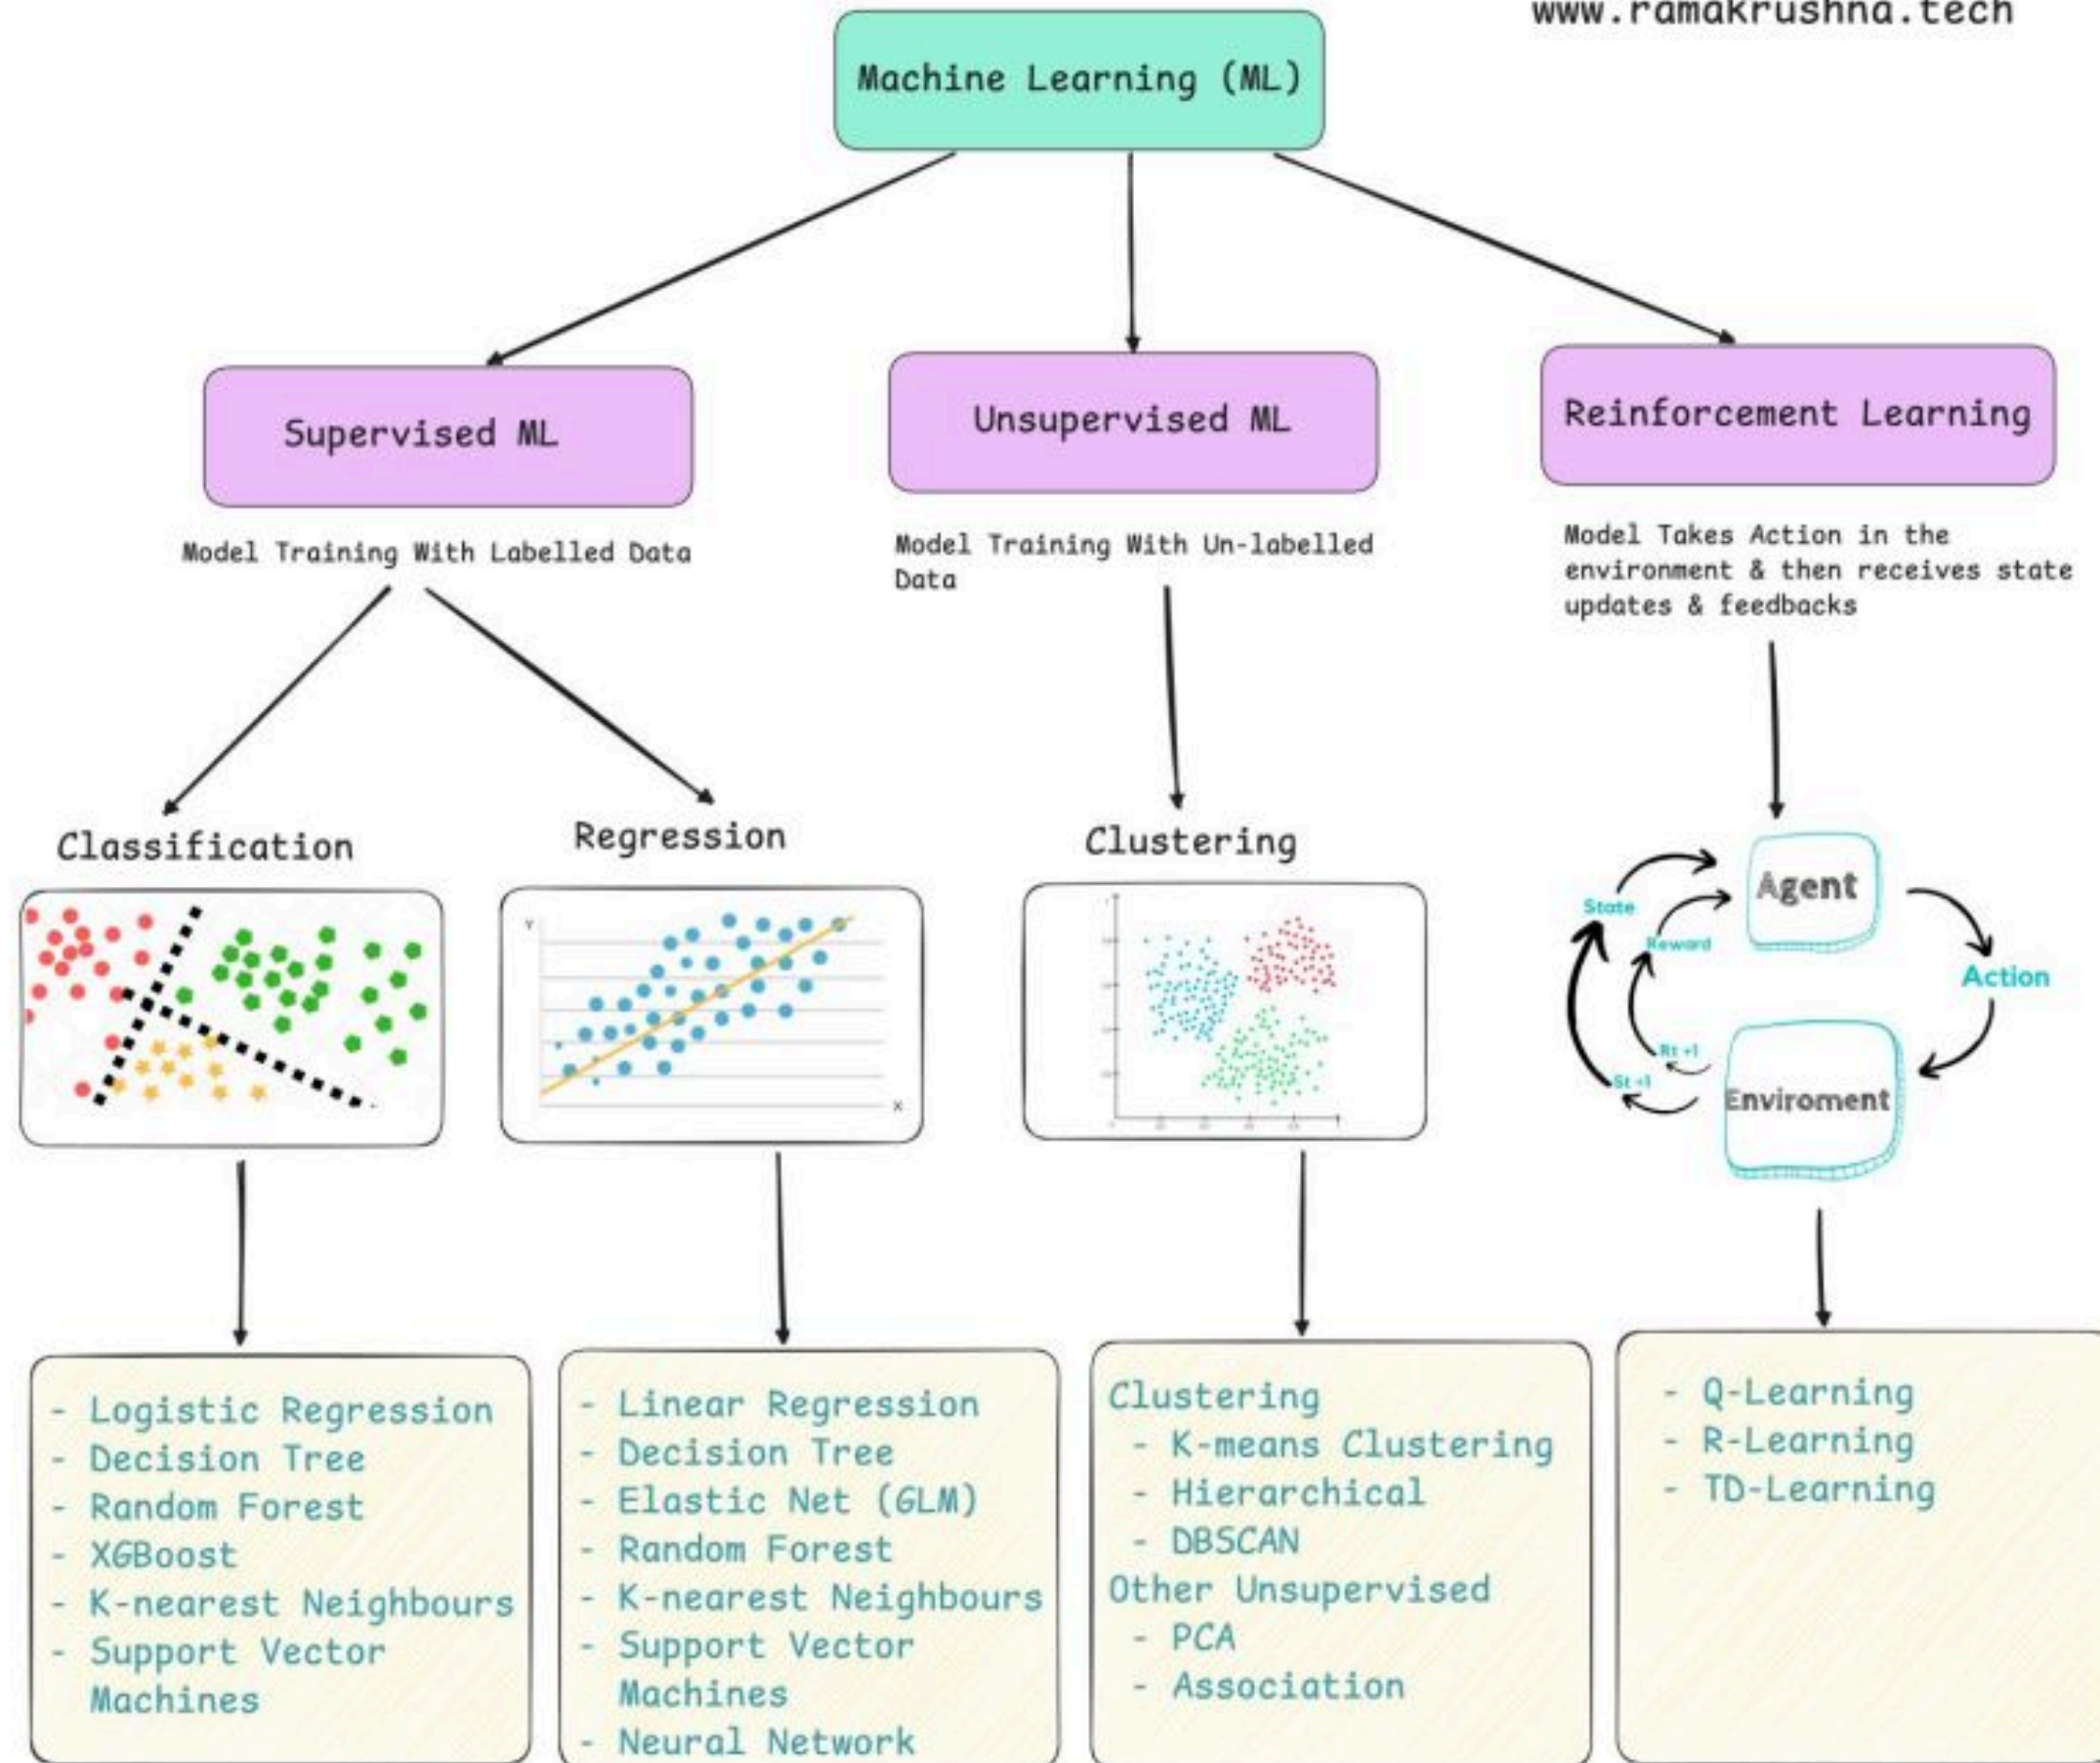 www.ramakrushna.tech
Machine Learning (ML)
Supervised ML
Unsupervised ML
Reinforcement Learning
Model Training With Labelled Data
Model Training With Un-labelled
Data
Model Takes Action in the
environment & then receives state
updates & feedbacks
Classification
Regression
Clustering
Y
X
Agent
State
Reward
Action
Rt +1
St +1
Enviroment
- Logistic Regression
- Decision Tree
- Random Forest
- XGBoost
- K-nearest Neighbours
- Support Vector
Machines
- Linear Regression
- Decision Tree
- Elastic Net (GLM)
- Random Forest
- K-nearest Neighbours
- Support Vector
Machines
- Neural Network
Clustering
- K-means Clustering
- Hierarchical
- DBSCAN
Other Unsupervised
- PCA
- Association
- Q-Learning
- R-Learning
- TD-Learning